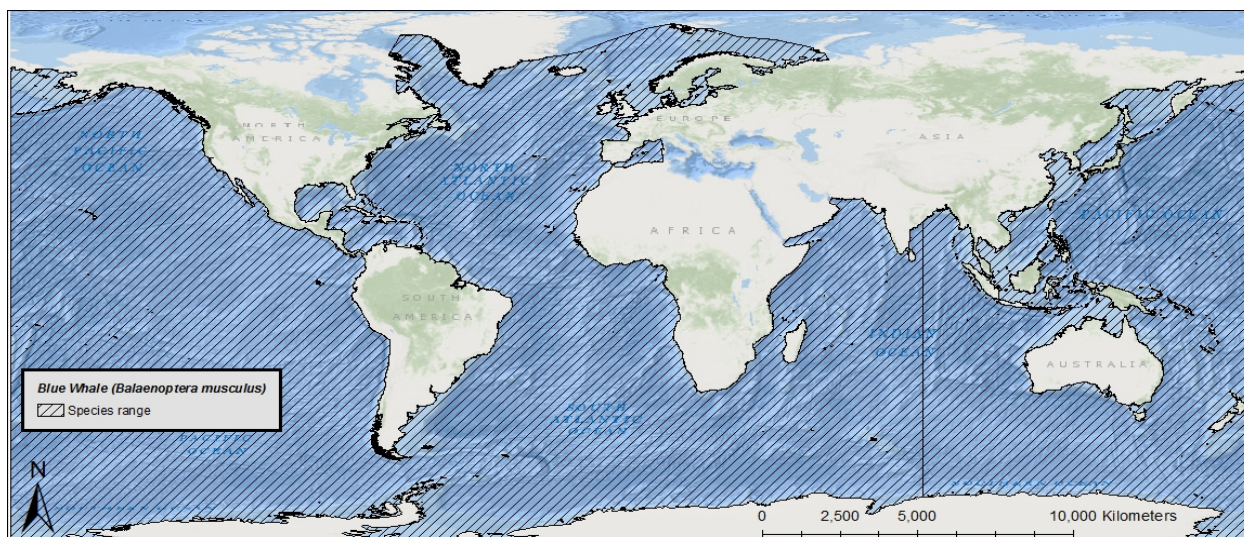 NORTH
PACIFIC
OCEAN
NORTH
AMERICA
NORTH
ATLANTIC
OCEAN
EUROPE
ASIA
PACIFIC OCEAN
AFRICA
SOUTH
AMERICA
INDIAN
OCEAN
AUSTRALIA
Blue Whale (Balaenoptera musculus)
Species range
SOUTH
ATLANTIC
OCEAN
PACIFIC
OCEAN
N
0 2,500 5,000 10,000 Kilometers